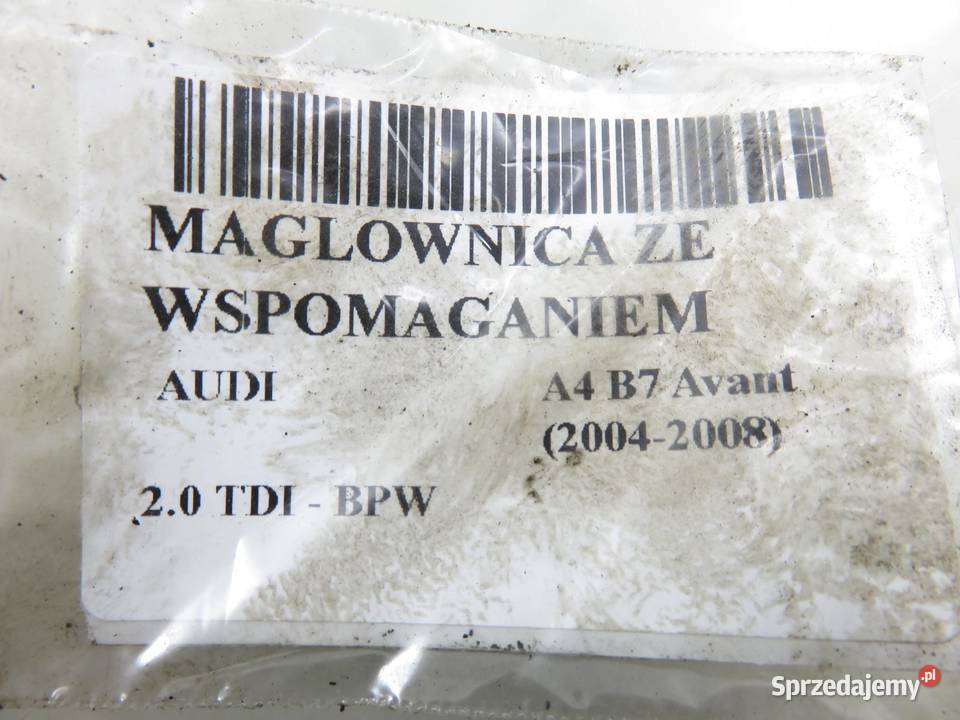 MAGLOWNICA ZE
WSPOMAGANIEM
AUDI A4 B7 Avant
(2004-2008)
2.0 TDI - BPW
Sprzedajemy.pl